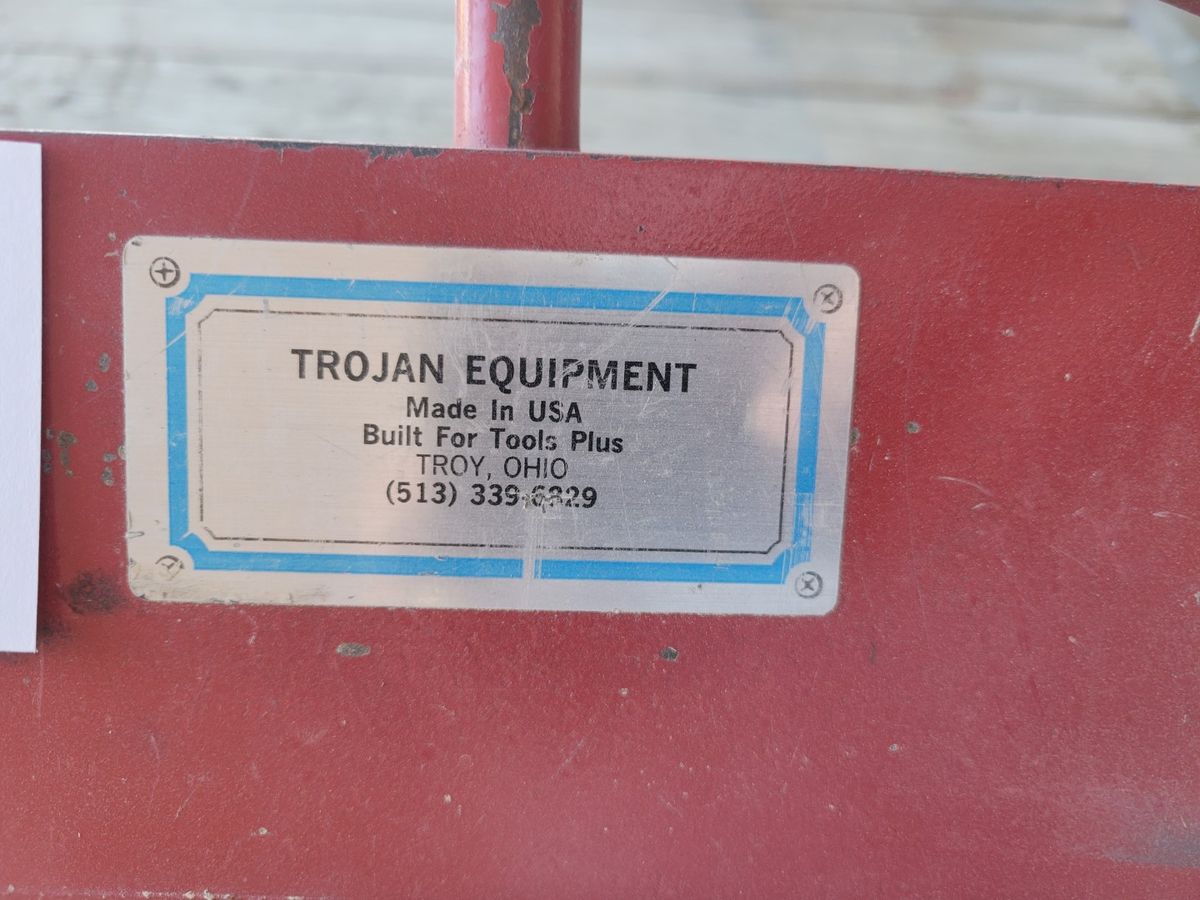 TROJAN EQUIPMENT
Made In USA
Built For Tools Plus
TROY, OHIO
(513) 339-6829